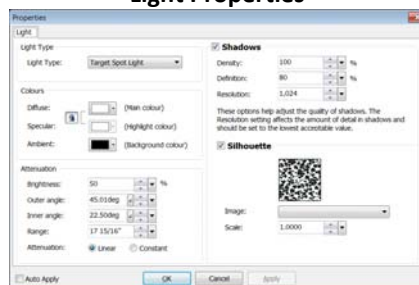 Light Properties
Properties
Light
Light Type
Light Type: Target Spot Light
Colours
Diffuse: (Main colour)
Specular: (Highlight colour)
Ambient: (Background colour)
Attenuation
Brightness: 50 %
Outer angle: 45.01deg
Inner angle: 22.50deg
Range: 17 15/16"
Attenuation: Linear Constant
Shadows
Density: 100 %
Definition: 80 %
Resolution: 1,024
These options help adjust the quality of shadows. The
Resolution setting affects the amount of detail in shadows and
should be set to the lowest acceptable value.
Silhouette
Image:
Scale: 1.0000
Auto Apply OK Cancel Apply